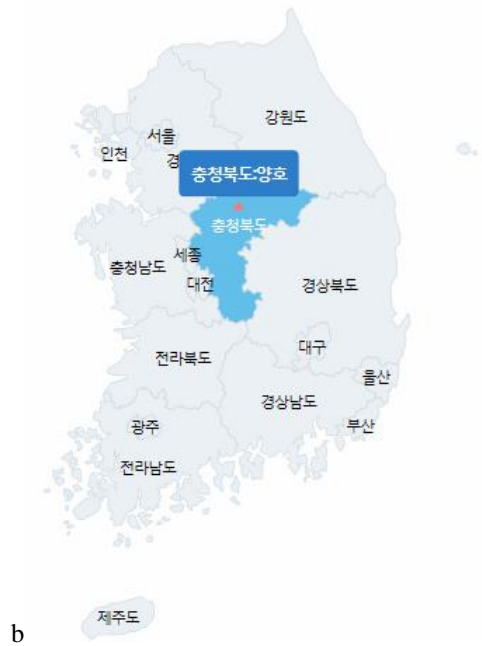 강원도
서울
인천
경
충청북도:양호
충청북도
세종
충청남도
대전
경상북도
대구
전라북도
울산
경상남도
부산
광주
전라남도
제주도
b